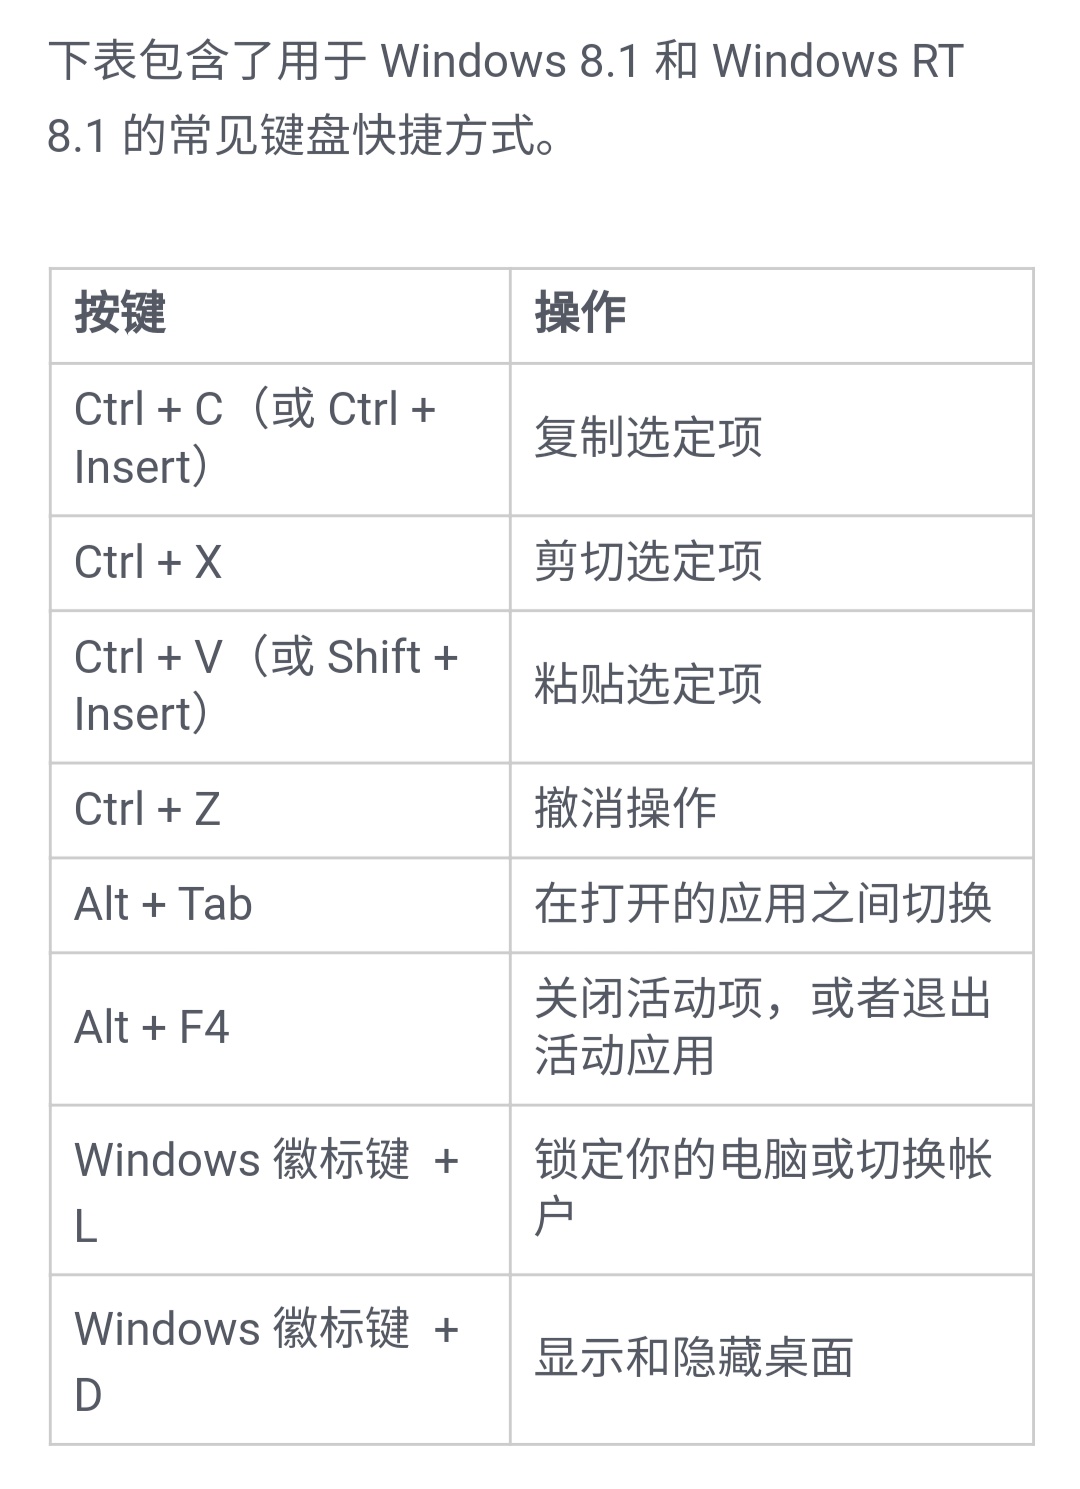 下表包含了用于 Windows 8.1 和 Windows RT
8.1 的常见键盘快捷方式。
按键
操作
Ctrl + C（或 Ctrl +
Insert）
复制选定项
Ctrl + X
剪切选定项
Ctrl + V（或 Shift +
Insert）
粘贴选定项
Ctrl + Z
撤消操作
Alt + Tab
在打开的应用之间切换
Alt + F4
关闭活动项，或者退出
活动应用
Windows 徽标键 +
L
锁定你的电脑或切换帐
户
Windows 徽标键 +
D
显示和隐藏桌面